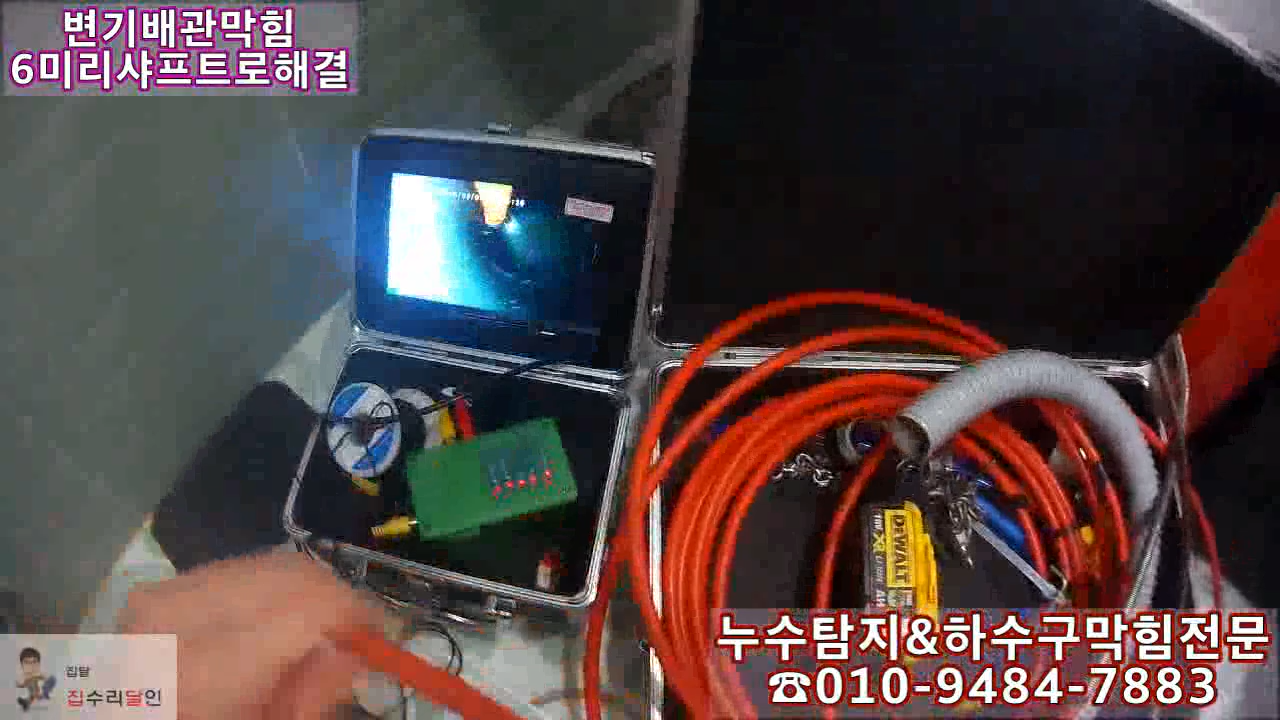 변기배관막힘
6미리샤프트로해결
DEWALT
XR
누수탐지&하수구막힘전문
☎010-9484-7883
집달
집수리달인